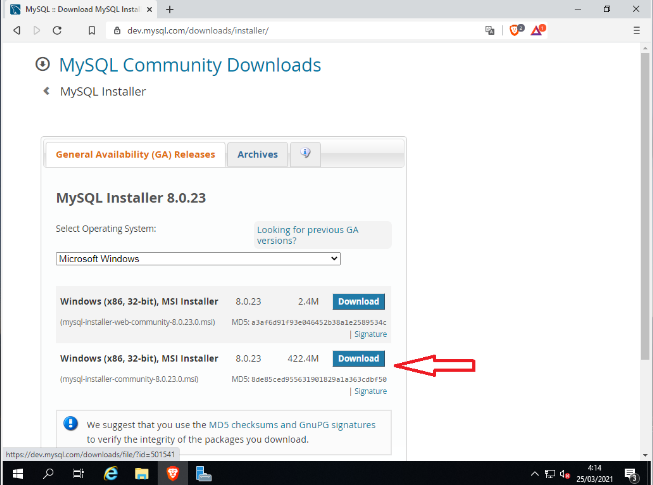 MySQL :: Download MySQL Instal
dev.mysql.com/downloads/installer/
MySQL Community Downloads
MySQL Installer
General Availability (GA) Releases
Archives
MySQL Installer 8.0.23
Select Operating System:
Looking for previous GA
versions?
Microsoft Windows
Windows (x86, 32-bit), MSI Installer 8.0.23 2.4M Download
(mysql-installer-web-community-8.0.23.0.msi) MD5: a3af6d91f93e046452b38a1e2589534c
| Signature
Windows (x86, 32-bit), MSI Installer 8.0.23 422.4M Download
(mysql-installer-community-8.0.23.0.msi) MD5: 8de85ced955631901829a1a363cdbf50
| Signature
We suggest that you use the MD5 checksums and GnuPG signatures
to verify the integrity of the packages you download.
https://dev.mysql.com/downloads/file/?id=501541
4:14
25/03/2021
3